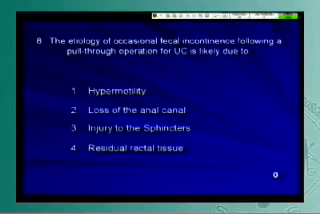 8 The etiology of occasional fecal incontinence following a
pull-through operation for UC is likely due to
1 Hypermotility
2 Loss of the anal canal
3 Injury to the Sphincters
4 Residual rectal tissue
0